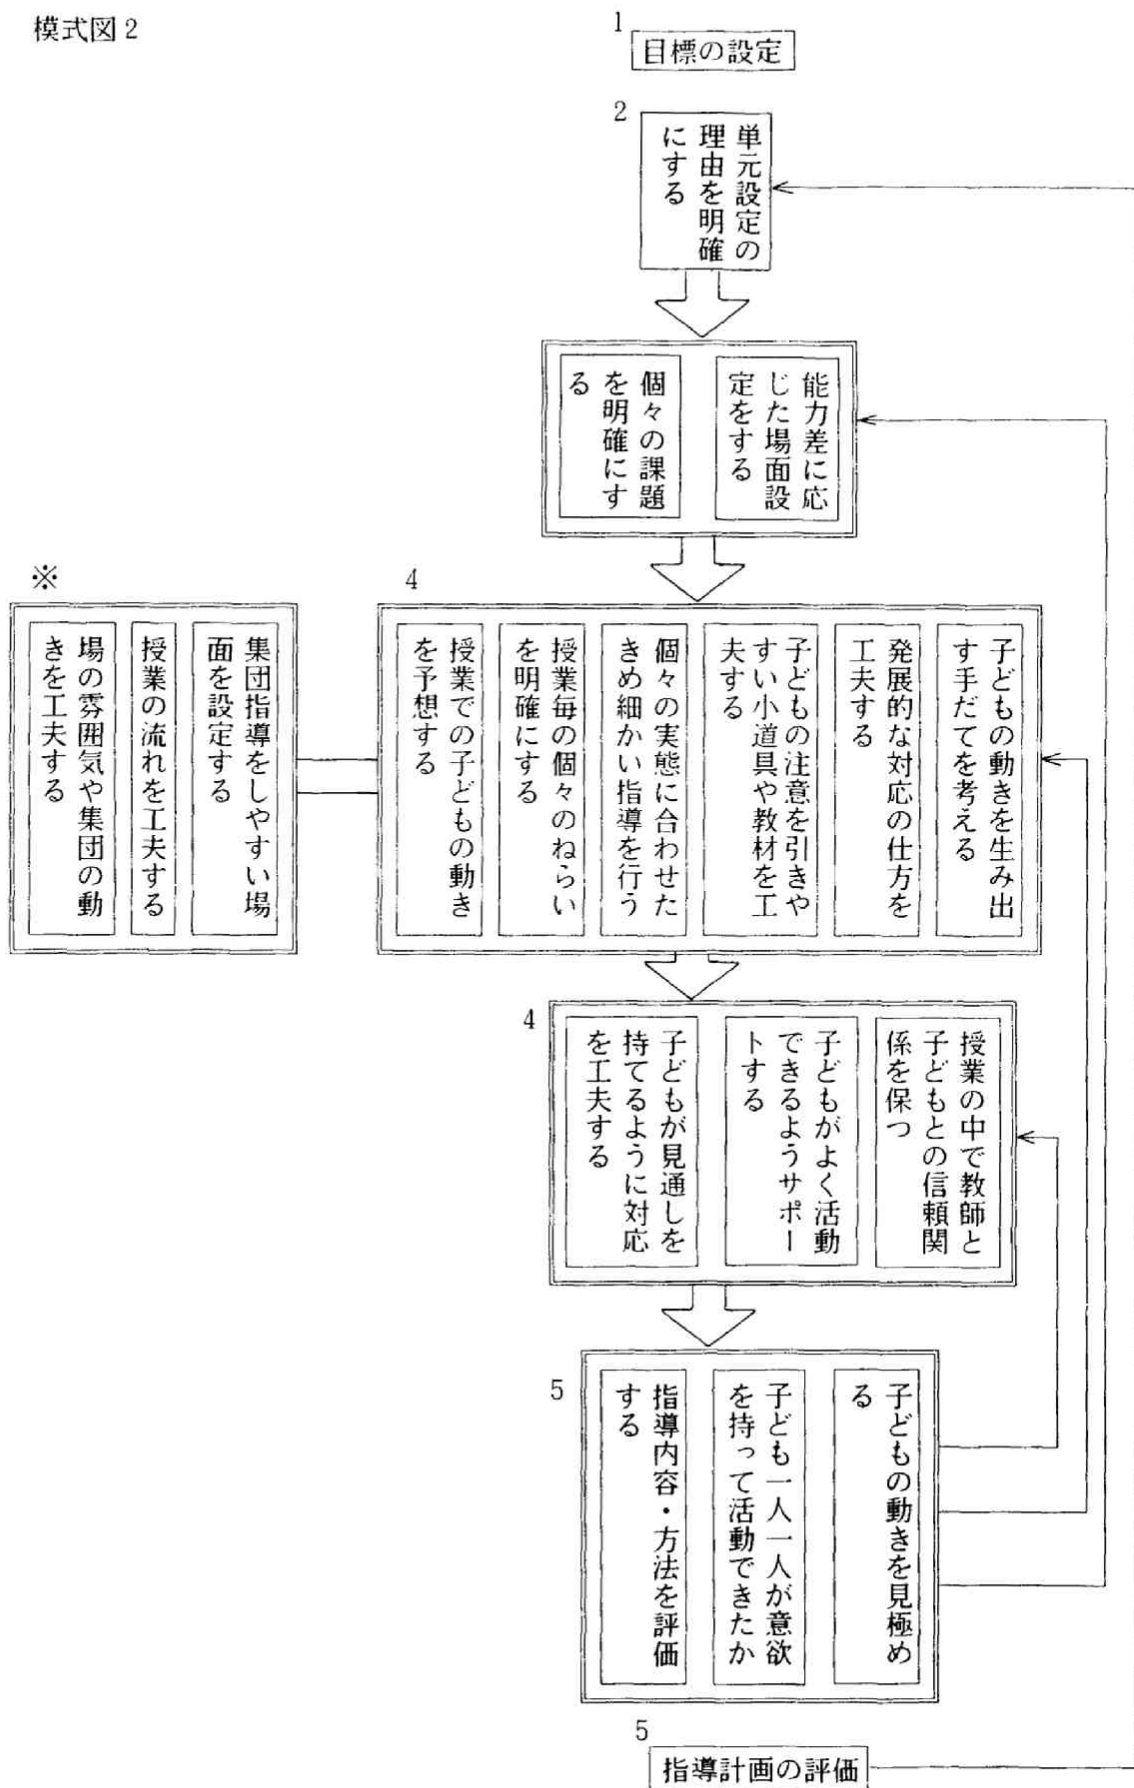 模式図2
1
目標の設定
2
単元設定の
理由を明確
にする
能力差に応
じた場面設
定をする
個々の課題
を明確にす
る
※
集団指導をしやすい場
面を設定する
授業の流れを工夫する
場の雰囲気や集団の動
きを工夫する
4
子どもの動きを生み出
す手だてを考える
発展的な対応の仕方を
工夫する
子どもの注意を引きや
すい小道具や教材を工
夫する
個々の実態に合わせた
きめ細かい指導を行う
授業毎の個々のねらい
を明確にする
授業での子どもの動き
を予想する
4
授業の中で教師と
子どもとの信頼関
係を保つ
子どもがよく活動
できるようサポー
トする
子どもが見通しを
持てるように対応
を工夫する
5
子どもの動きを見極め
る
子ども一人一人が意欲
を持って活動できたか
指導内容・方法を評価
する
5
指導計画の評価